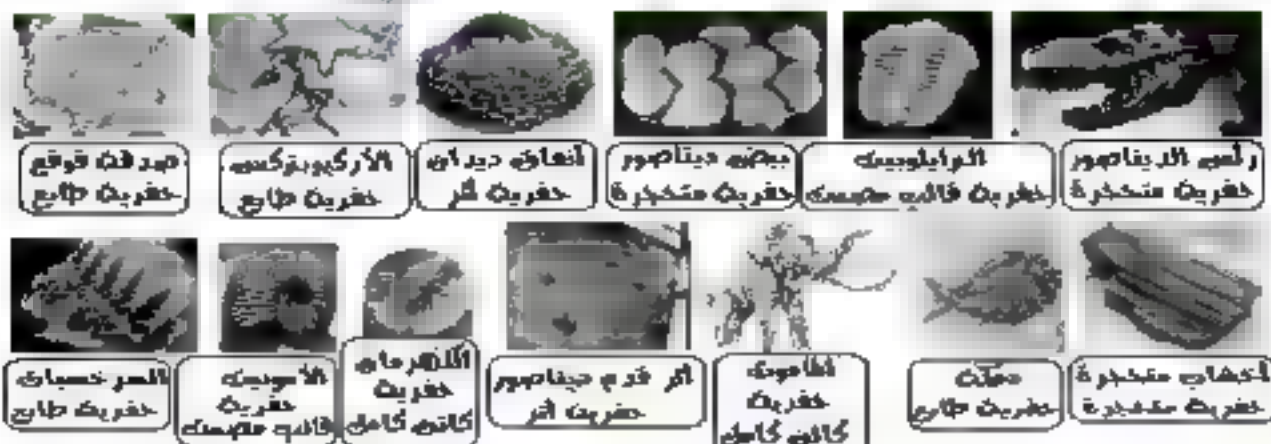 رأس الديناصور
حفرية متحجرة
الترايلوبيت
حفرية قالب مصمت
بيض ديناصور
حفرية متحجرة
أنفاق ديدان
حفرية أثر
الأركيوبتركس
حفرية طابع
صدفة قوقع
حفرية طابع
أخشاب متحجرة
حفرية متحجرة
سمكة
حفرية طابع
الماموث
حفرية
كائن كامل
أثر قدم ديناصور
حفرية أثر
الكهرمان
حفرية
كائن كامل
الأمونيت
حفرية
قالب مصمت
السرخسيات
حفرية طابع